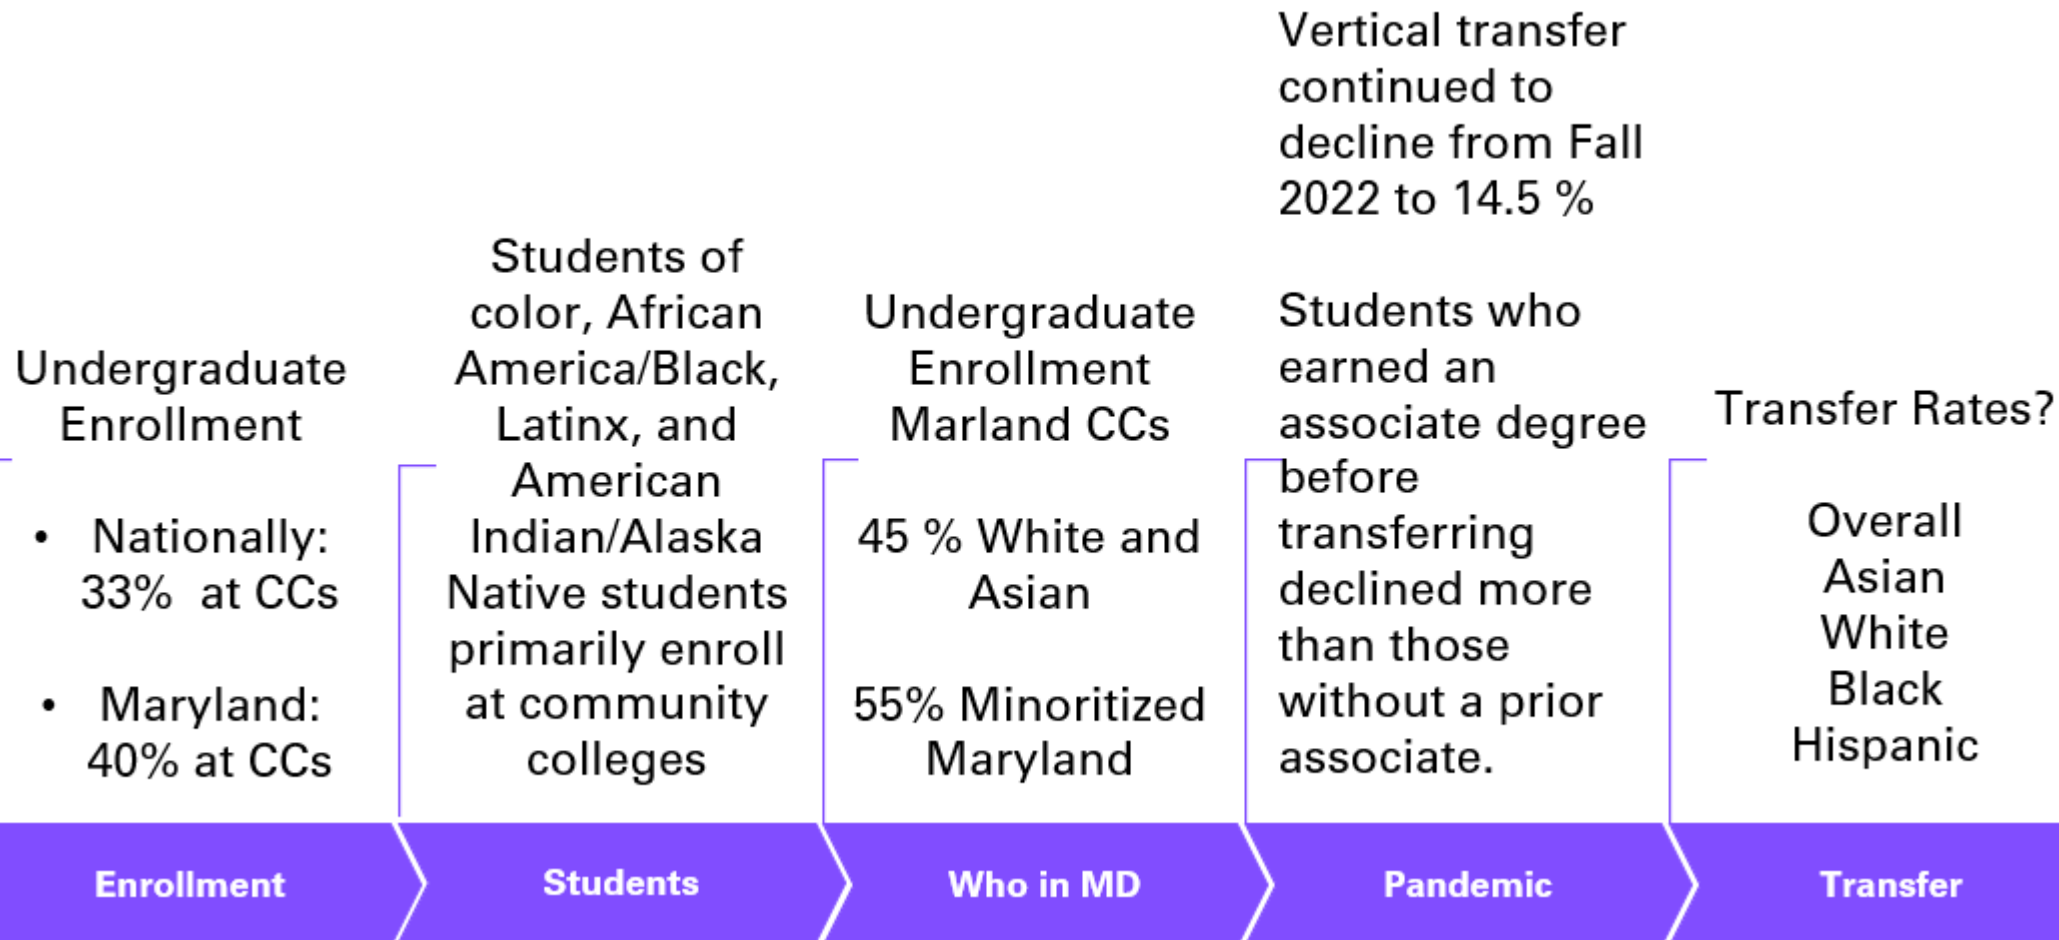 Undergraduate
Enrollment
• Nationally:
33% at CCs
• Maryland:
40% at CCs
Enrollment
Students of
color, African
America/Black,
Latinx, and
American
Indian/Alaska
Native students
primarily enroll
at community
colleges
Students
Undergraduate
Enrollment
Marland CCs
45 % White and
Asian
55% Minoritized
Maryland
Who in MD
Vertical transfer
continued to
decline from Fall
2022 to 14.5 %
Students who
earned an
associate degree
before
transferring
declined more
than those
without a prior
associate.
Pandemic
Transfer Rates?
Overall
Asian
White
Black
Hispanic
Transfer